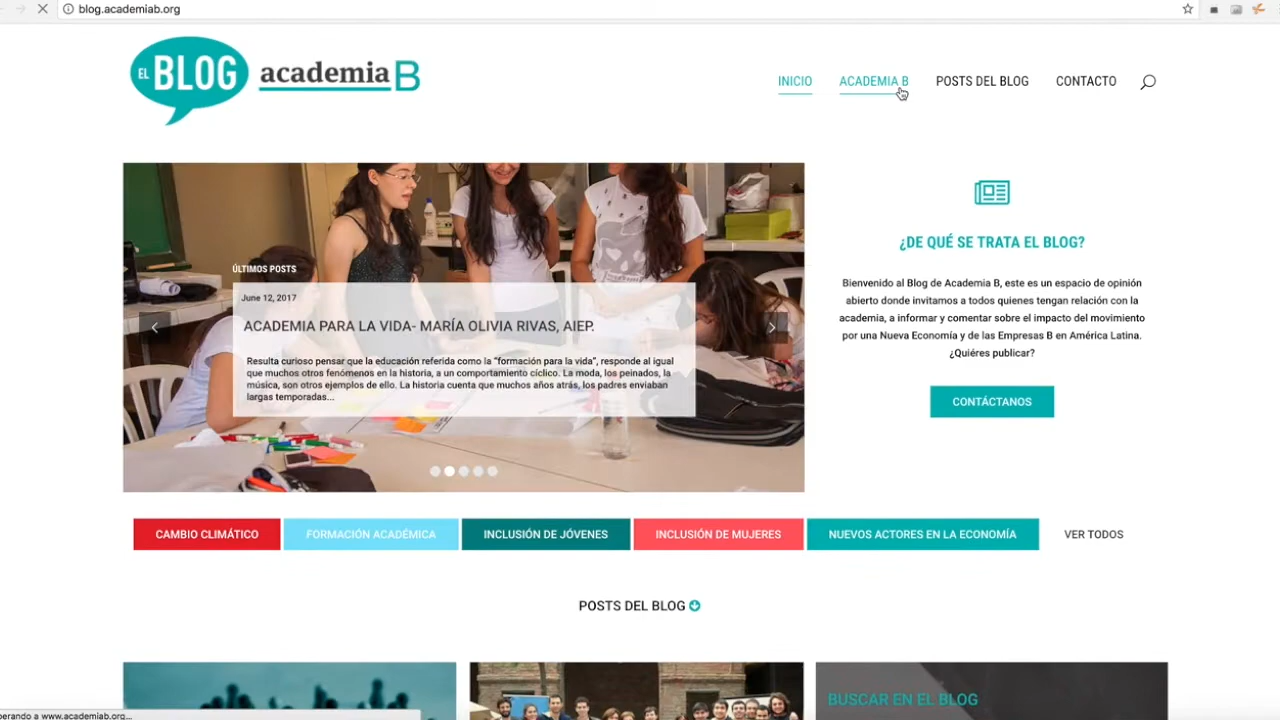 blog.academiab.org
EL BLOG academiaB
INICIO
ACADEMIA B
POSTS DEL BLOG
CONTACTO
ÚLTIMOS POSTS
June 12, 2017
ACADEMIA PARA LA VIDA- MARÍA OLIVIA RIVAS, AIEP.
Resulta curioso pensar que la educación referida como la “formación para la vida”, responde al igual
que muchos otros fenómenos en la historia, a un comportamiento cíclico. La moda, los peinados, la
música, son otros ejemplos de ello. La historia cuenta que muchos años atrás, los padres enviaban
largas temporadas...
¿DE QUÉ SE TRATA EL BLOG?
Bienvenido al Blog de Academia B, este es un espacio de opinión
abierto donde invitamos a todos quienes tengan relación con la
academia, a informar y comentar sobre el impacto del movimiento
por una Nueva Economía y de las Empresas B en América Latina.
¿Quiéres publicar?
CONTÁCTANOS
CAMBIO CLIMÁTICO
FORMACIÓN ACADÉMICA
INCLUSIÓN DE JÓVENES
INCLUSIÓN DE MUJERES
NUEVOS ACTORES EN LA ECONOMÍA
VER TODOS
POSTS DEL BLOG
BUSCAR EN EL BLOG
perando a www.academiab.org...